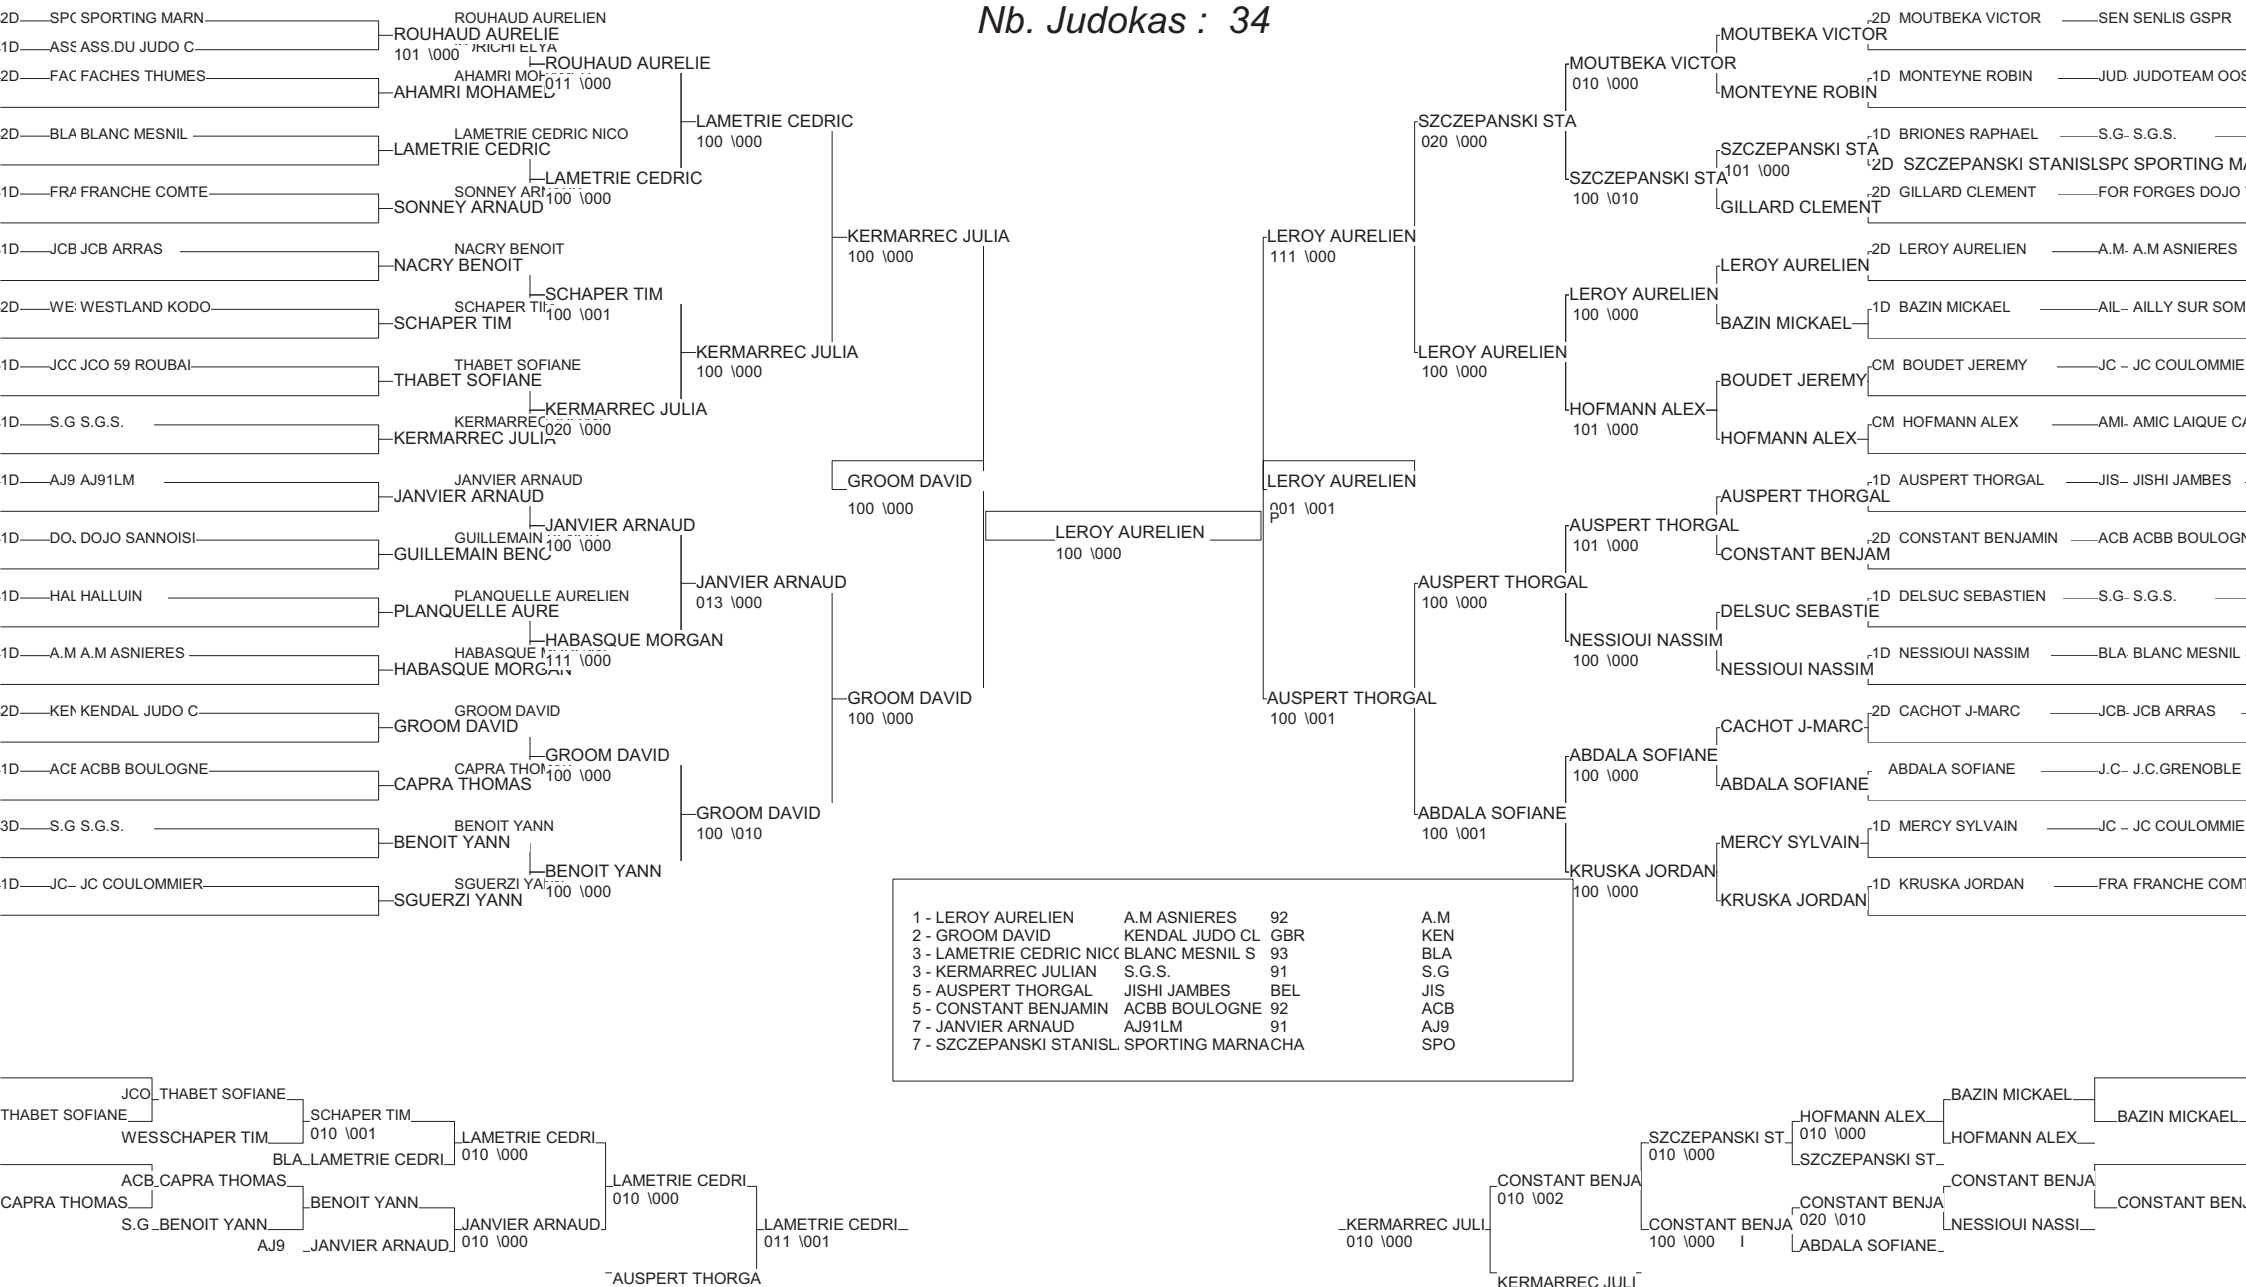 Nb. Judokas : 34
2D SPORTING MARN ROUHAUD AURELIEN
ROUHAUD AURELIE
101 \000
1D ASS ASS.DU JUDO C
ROUHAUD AURELIE
011 \000
2D FAC FACHES THUMES
AHAMRI MOHAMED
LAMETRIE CEDRIC
100 \000
2D BLA BLANC MESNIL LAMETRIE CEDRIC NICO
LAMETRIE CEDRIC
LAMETRIE CEDRIC
100 \000
1D FRA FRANCHE COMTE
SONNEY ARNAUD
KERMARREC JULIA
100 \000
1D JCB JCB ARRAS NACRY BENOIT
NACRY BENOIT
SCHAPER TIM
100 \001
2D WESTLAND KODO
SCHAPER TIM
KERMARREC JULIA
100 \000
1D JCO 59 ROUBAI THABET SOFIANE
THABET SOFIANE
KERMARREC JULIA
020 \000
1D S.G S.G.S. KERMARREC
KERMARREC JULIA
1D AJ9 AJ91LM JANVIER ARNAUD
JANVIER ARNAUD
GROOM DAVID
100 \000
JANVIER ARNAUD
100 \000
1D DOJO SANNOISI GUILLEMAIN
GUILLEMAIN BENO
JANVIER ARNAUD
013 \000
1D HAL HALLUIN PLANQUELLE AURELIEN
PLANQUELLE AURE
HABASQUE MORGAN
111 \000
1D A.M A.M ASNIERES HABASQUE
HABASQUE MORGAN
GROOM DAVID
100 \000
2D KEN KENDAL JUDO C GROOM DAVID
GROOM DAVID
GROOM DAVID
100 \000
1D ACB ACBB BOULOGNE
CAPRA THOMAS
GROOM DAVID
100 \010
3D S.G S.G.S. BENOIT YANN
BENOIT YANN
BENOIT YANN
100 \000
1D JC JC COULOMMIER
SGUERZI YANN
LEROY AURELIEN
100 \000
2D MOUTBEKA VICTOR SEN SENLIS GSPR
MOUTBEKA VICTOR
MOUTBEKA VICTOR
010 \000
1D MONTEYNE ROBIN JUD JUDOTEAM OOS
MONTEYNE ROBIN
SZCZEPANSKI STA
020 \000
1D BRIONES RAPHAEL S.G S.G.S.
SZCZEPANSKI STA
101 \000
2D SZCZEPANSKI STANISL SPORTING MA
SZCZEPANSKI STA
100 \010
2D GILLARD CLEMENT FOR FORGES DOJO
GILLARD CLEMENT
LEROY AURELIEN
111 \000
2D LEROY AURELIEN A.M A.M ASNIERES
LEROY AURELIEN
LEROY AURELIEN
100 \000
1D BAZIN MICKAEL AIL AILLY SUR SOM
BAZIN MICKAEL
LEROY AURELIEN
100 \000
CM BOUDET JEREMY JC JC COULOMMIE
BOUDET JEREMY
HOFMANN ALEX
101 \000
CM HOFMANN ALEX AMI AMIC LAIQUE CA
HOFMANN ALEX
LEROY AURELIEN
001 \001
P
1D AUSPERT THORGAL JIS JISHI JAMBES
AUSPERT THORGAL
AUSPERT THORGAL
101 \000
2D CONSTANT BENJAMIN ACB ACBB BOULOGN
CONSTANT BENJAM
AUSPERT THORGAL
100 \000
1D DELSUC SEBASTIEN S.G S.G.S.
DELSUC SEBASTIE
NESSIOUI NASSIM
100 \000
1D NESSIOUI NASSIM BLA BLANC MESNIL
NESSIOUI NASSIM
AUSPERT THORGAL
100 \001
2D CACHOT J-MARC JCB JCB ARRAS
CACHOT J-MARC
ABDALA SOFIANE
100 \000
ABDALA SOFIANE J.C J.C.GRENOBLE
ABDALA SOFIANE
ABDALA SOFIANE
100 \001
1D MERCY SYLVAIN JC JC COULOMMIE
MERCY SYLVAIN
KRUSKA JORDAN
100 \000
1D KRUSKA JORDAN FRA FRANCHE COMT
KRUSKA JORDAN
1 - LEROY AURELIEN A.M ASNIERES 92 A.M
2 - GROOM DAVID KENDAL JUDO CL GBR KEN
3 - LAMETRIE CEDRIC NICO BLANC MESNIL S 93 BLA
3 - KERMARREC JULIAN S.G.S. 91 S.G
5 - AUSPERT THORGAL JISHI JAMBES BEL JIS
5 - CONSTANT BENJAMIN ACBB BOULOGNE 92 ACB
7 - JANVIER ARNAUD AJ91LM 91 AJ9
7 - SZCZEPANSKI STANISL SPORTING MARNA CHA SPO
JCO THABET SOFIANE
THABET SOFIANE
SCHAPER TIM
010 \001
WES SCHAPER TIM
LAMETRIE CEDRI
010 \000
BLA LAMETRIE CEDRI
ACB CAPRA THOMAS
LAMETRIE CEDRI
010 \000
CAPRA THOMAS
BENOIT YANN
S.G BENOIT YANN
JANVIER ARNAUD
010 \000
LAMETRIE CEDRI
011 \001
AJ9 JANVIER ARNAUD
AUSPERT THORGA
BAZIN MICKAEL
HOFMANN ALEX
010 \000
BAZIN MICKAEL
SZCZEPANSKI ST
010 \000
HOFMANN ALEX
SZCZEPANSKI ST
CONSTANT BENJA
010 \002
CONSTANT BENJA
CONSTANT BENJA
020 \010
CONSTANT BEN
KERMARREC JULI
010 \000
CONSTANT BENJA
100 \000 I
NESSIOUI NASSI
ABDALA SOFIANE
KERMARREC JULI